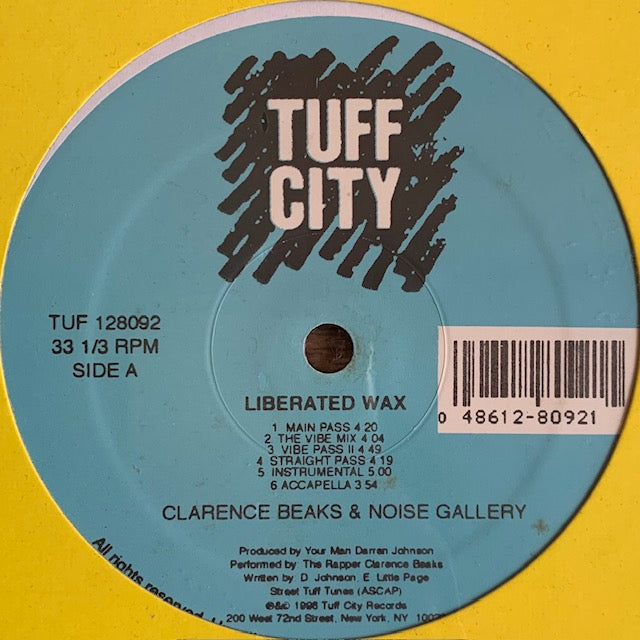 TUFF
CITY
TUF 128092
33 1/3 RPM
SIDE A
0 48612-80921
LIBERATED WAX
1 MAIN PASS 4 20
2 THE VIBE MIX 4 04
3 VIBE PASS II 4 49
4 STRAIGHT PASS 4 19
5 INSTRUMENTAL 5 00
6 ACCAPELLA 3 54
CLARENCE BEAKS & NOISE GALLERY
Produced by Your Man Darren Johnson
Performed by The Rapper Clarence Beaks
Written by D Johnson, E Little Page
Street Tuff Tunes (ASCAP)
℗&© 1996 Tuff City Records
200 West 72nd Street, New York, NY
All rights reserved